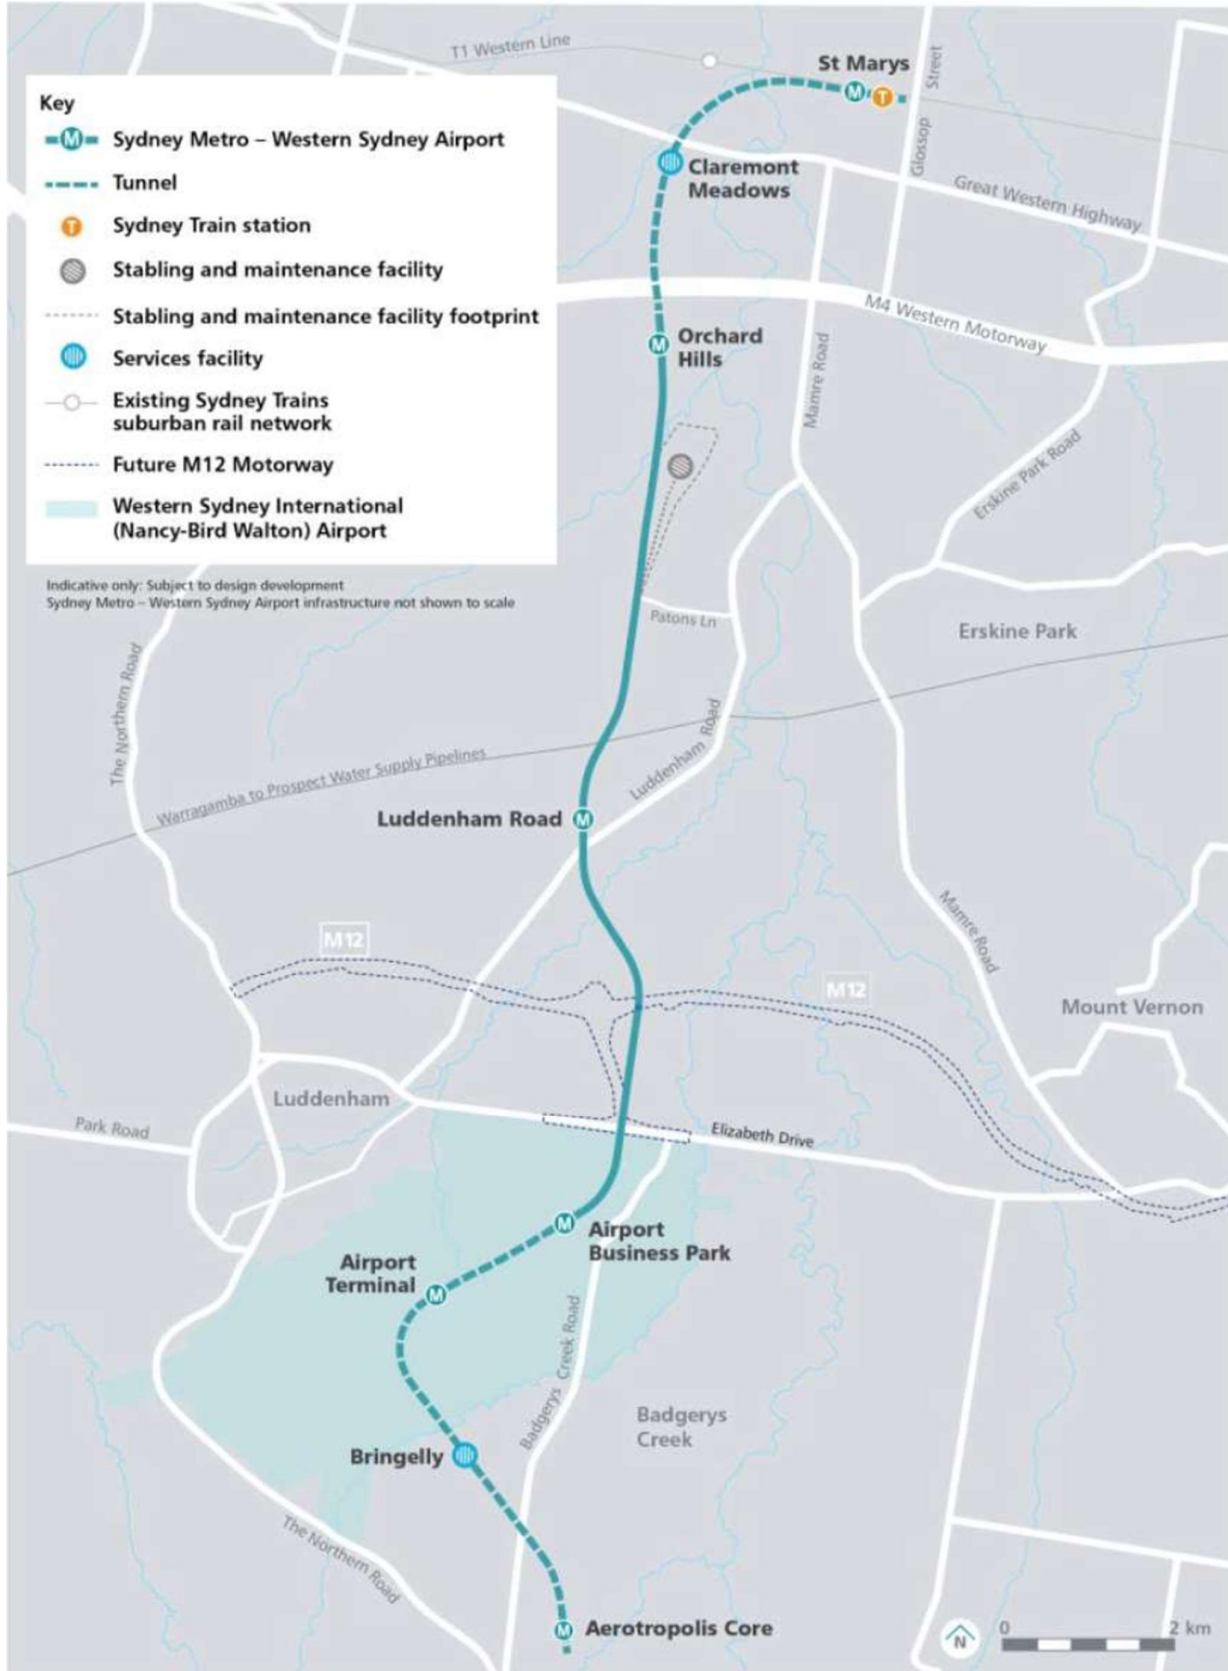 T1 Western Line
St Marys
M
T
Glossop
Street
Key
M
Sydney Metro – Western Sydney Airport
Tunnel
T
Sydney Train station
Stabling and maintenance facility
Stabling and maintenance facility footprint
Services facility
Existing Sydney Trains
suburban rail network
Future M12 Motorway
Western Sydney International
(Nancy-Bird Walton) Airport
Indicative only: Subject to design development
Sydney Metro – Western Sydney Airport infrastructure not shown to scale
Claremont
Meadows
Great Western Highway
M4 Western Motorway
M
Orchard
Hills
Mamre Road
Erskine Park Road
Patons Ln
Erskine Park
The Northern Road
Luddenham Road
Warragamba to Prospect Water Supply Pipelines
Luddenham Road
M
Mamre Road
M12
M12
Mount Vernon
Luddenham
Park Road
Elizabeth Drive
M
Airport
Business Park
Airport
Terminal
M
Badgerys Creek Road
Badgerys
Creek
Bringelly
The Northern Road
M
Aerotropolis Core
N
0
2 km